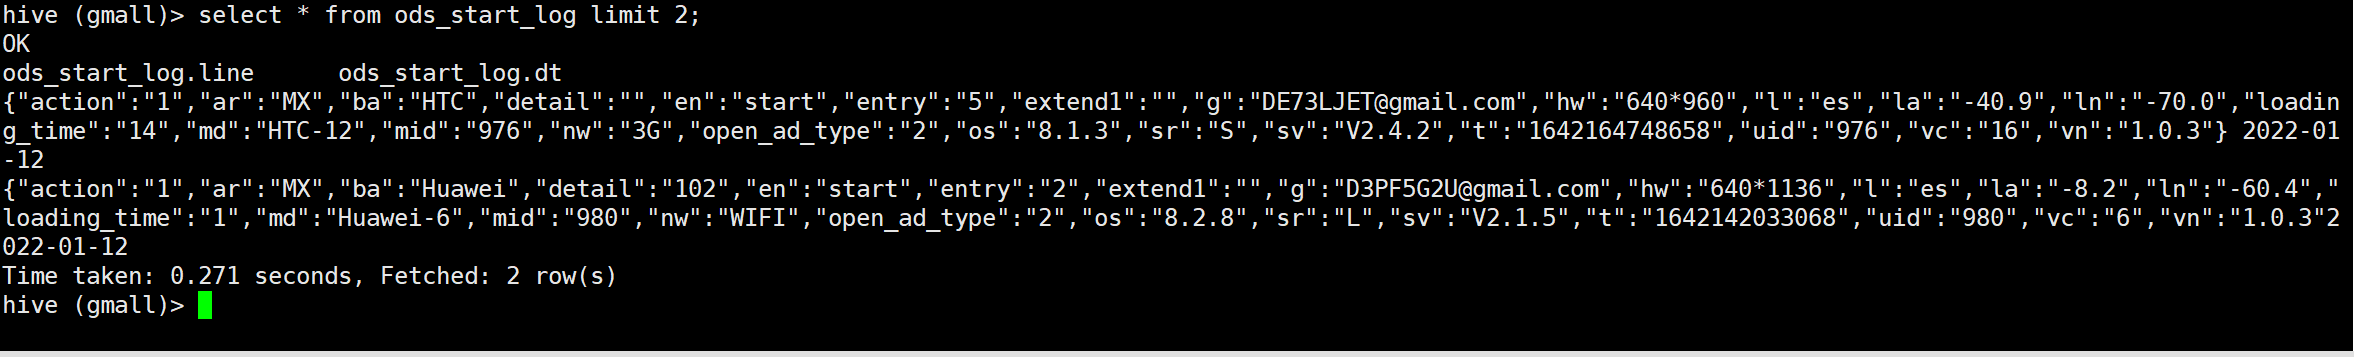 hive (gmall)> select * from ods_start_log limit 2;
OK
ods_start_log.line      ods_start_log.dt
{"action":"1","ar":"MX","ba":"HTC","detail":"","en":"start","entry":"5","extend1":"","g":"DE73LJET@gmail.com","hw":"640*960","l":"es","la":"-40.9","ln":"-70.0","loadin
g_time":"14","md":"HTC-12","mid":"976","nw":"3G","open_ad_type":"2","os":"8.1.3","sr":"S","sv":"V2.4.2","t":"1642164748658","uid":"976","vc":"16","vn":"1.0.3"} 2022-01
-12
{"action":"1","ar":"MX","ba":"Huawei","detail":"102","en":"start","entry":"2","extend1":"","g":"D3PF5G2U@gmail.com","hw":"640*1136","l":"es","la":"-8.2","ln":"-60.4","
loading_time":"1","md":"Huawei-6","mid":"980","nw":"WIFI","open_ad_type":"2","os":"8.2.8","sr":"L","sv":"V2.1.5","t":"1642142033068","uid":"980","vc":"6","vn":"1.0.3"2
022-01-12
Time taken: 0.271 seconds, Fetched: 2 row(s)
hive (gmall)>